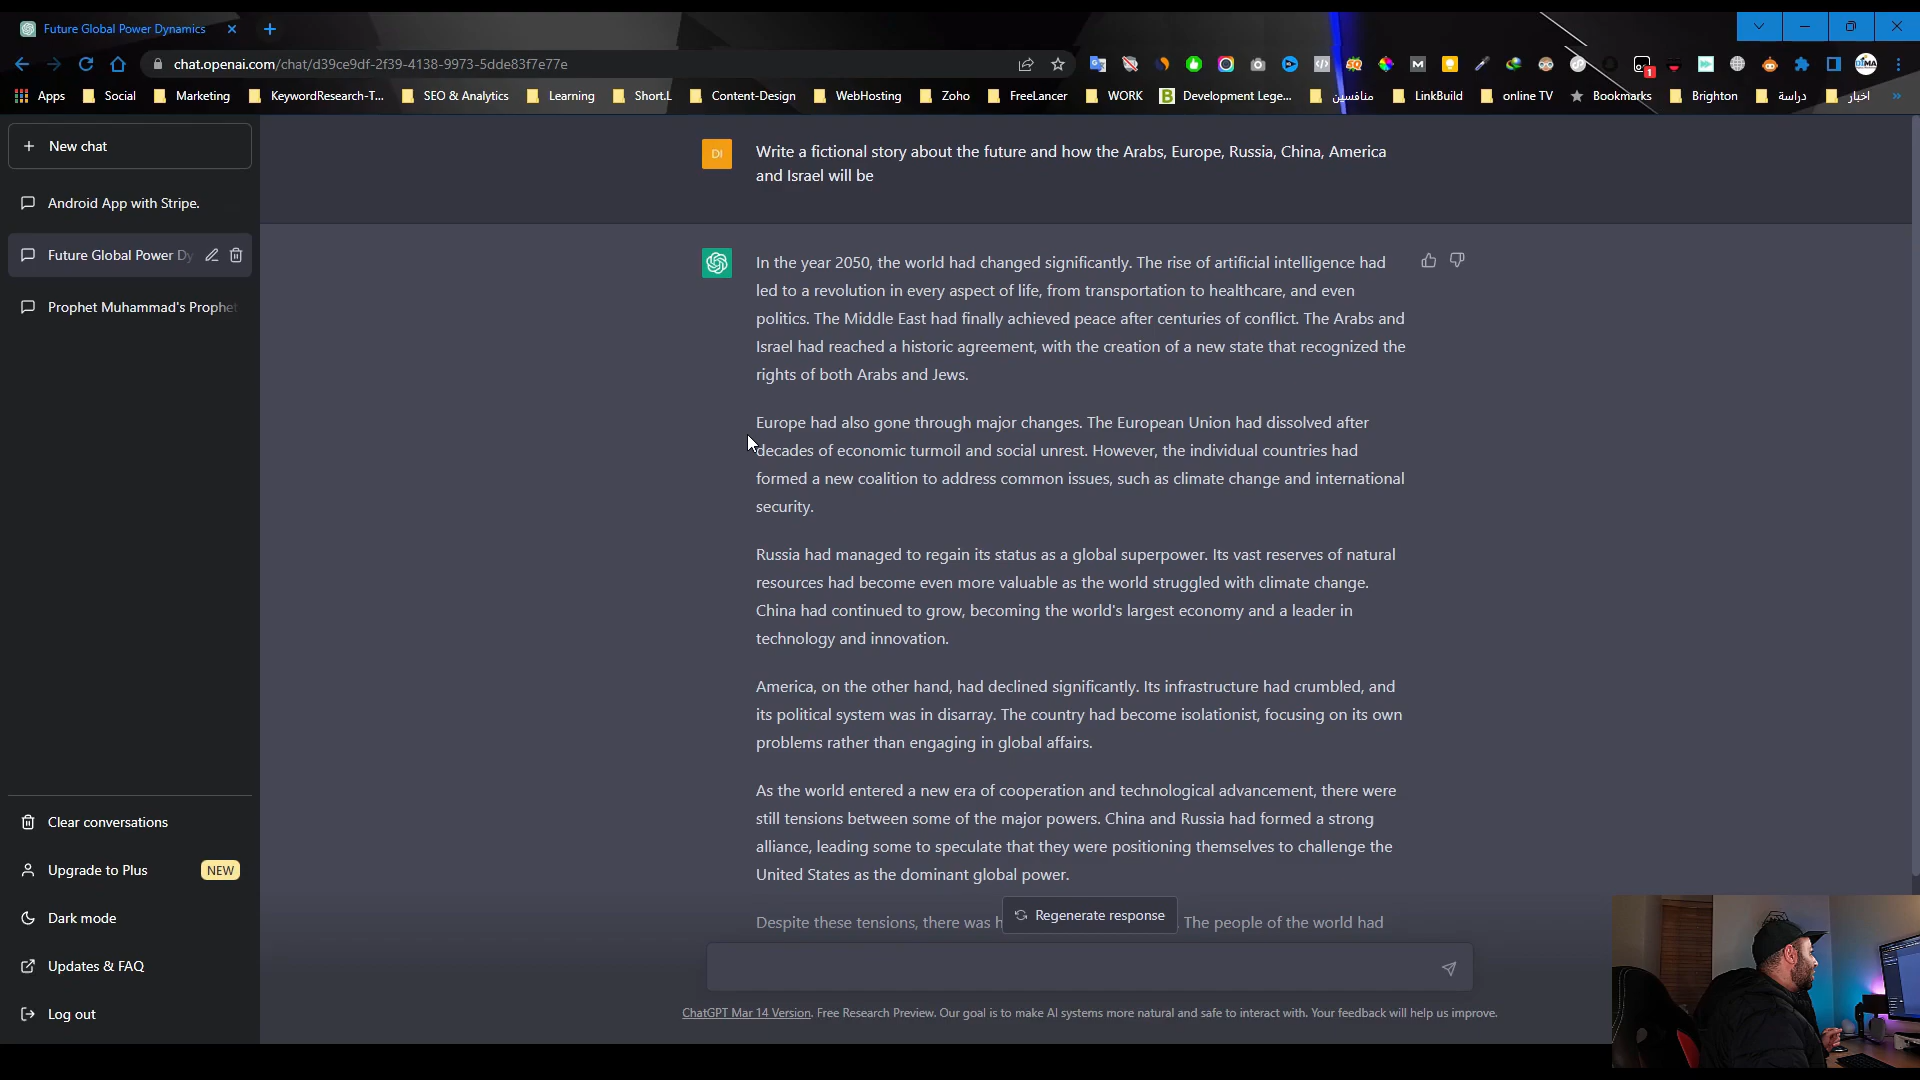 Future Global Power Dynamics
chat.openai.com/chat/d39ce9df-2f39-4138-9973-5dde83f7e77e
Apps
Social
Marketing
KeywordResearch-T...
SEO & Analytics
Learning
Short.L
Content-Design
WebHosting
Zoho
FreeLancer
WORK
Development Lege...
منافسين
LinkBuild
online TV
Bookmarks
Brighton
دراسة
اخبار
New chat
Android App with Stripe.
Future Global Power Dy
Prophet Muhammad's Prophet
DI
Write a fictional story about the future and how the Arabs, Europe, Russia, China, America
and Israel will be
In the year 2050, the world had changed significantly. The rise of artificial intelligence had
led to a revolution in every aspect of life, from transportation to healthcare, and even
politics. The Middle East had finally achieved peace after centuries of conflict. The Arabs and
Israel had reached a historic agreement, with the creation of a new state that recognized the
rights of both Arabs and Jews.
Europe had also gone through major changes. The European Union had dissolved after
decades of economic turmoil and social unrest. However, the individual countries had
formed a new coalition to address common issues, such as climate change and international
security.
Russia had managed to regain its status as a global superpower. Its vast reserves of natural
resources had become even more valuable as the world struggled with climate change.
China had continued to grow, becoming the world's largest economy and a leader in
technology and innovation.
America, on the other hand, had declined significantly. Its infrastructure had crumbled, and
its political system was in disarray. The country had become isolationist, focusing on its own
problems rather than engaging in global affairs.
As the world entered a new era of cooperation and technological advancement, there were
still tensions between some of the major powers. China and Russia had formed a strong
alliance, leading some to speculate that they were positioning themselves to challenge the
United States as the dominant global power.
Despite these tensions, there was h
The people of the world had
Regenerate response
Clear conversations
Upgrade to Plus
NEW
Dark mode
Updates & FAQ
Log out
ChatGPT Mar 14 Version. Free Research Preview. Our goal is to make AI systems more natural and safe to interact with. Your feedback will help us improve.